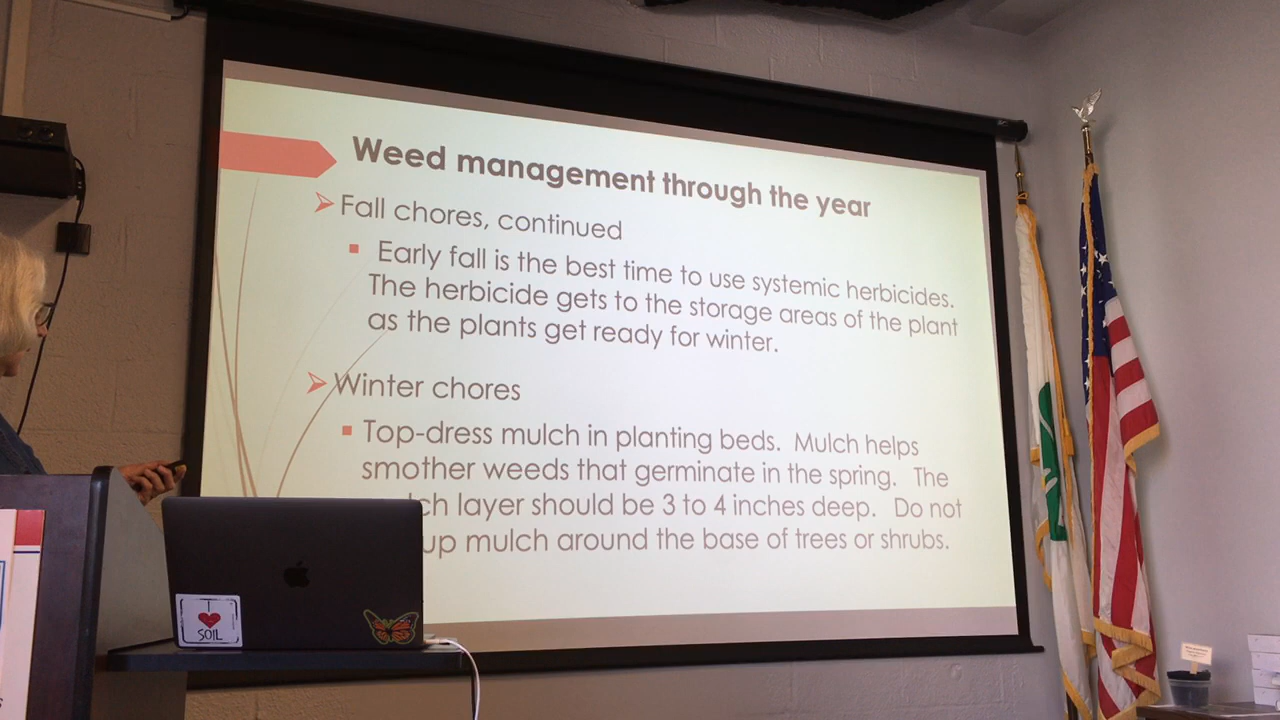 Weed management through the year
Fall chores, continued
Early fall is the best time to use systemic herbicides.
The herbicide gets to the storage areas of the plant
as the plants get ready for winter.
Winter chores
Top-dress mulch in planting beds. Mulch helps
smother weeds that germinate in the spring. The
ch layer should be 3 to 4 inches deep. Do not
up mulch around the base of trees or shrubs.
I
SOIL